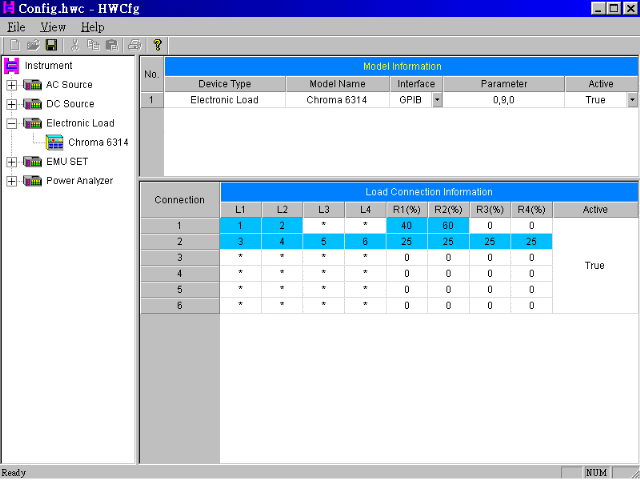 Config.hwc - HWCfg
File View Help
Instrument
AC Source
DC Source
Electronic Load
Chroma 6314
EMU SET
Power Analyzer
No. Model Information
Device Type Model Name Interface Parameter Active
1 Electronic Load Chroma 6314 GPIB 0,9,0 True
Connection Load Connection Information
L1 L2 L3 L4 R1(%) R2(%) R3(%) R4(%) Active
1 1 2 * * 40 60 0 0
2 3 4 5 6 25 25 25 25
3 * * * * 0 0 0 0
True
4 * * * * 0 0 0 0
5 * * * * 0 0 0 0
6 * * * * 0 0 0 0
Ready NUM